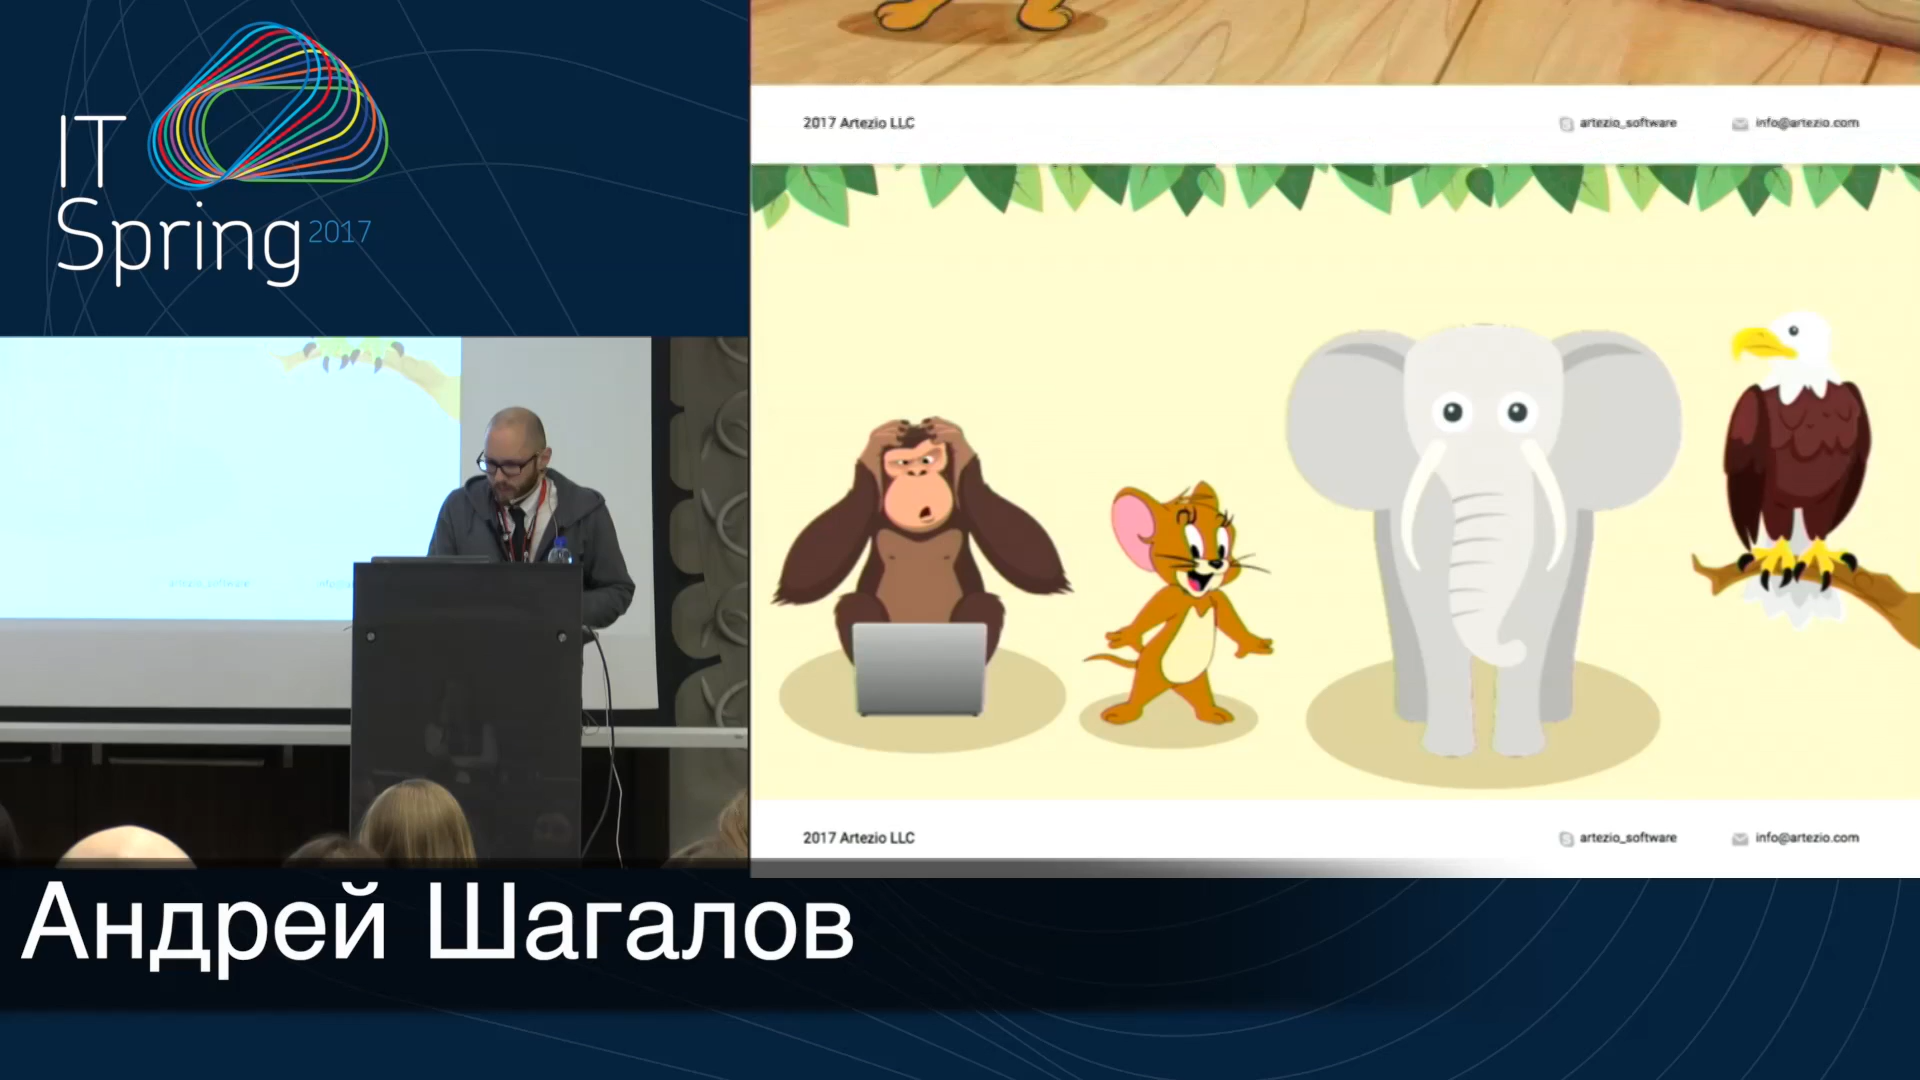 IT
Spring 2017
2017 Artezio LLC
artezio_software
info@artezio.com
2017 Artezio LLC
artezio_software
info@artezio.com
artezio_software
Андрей Шагалов